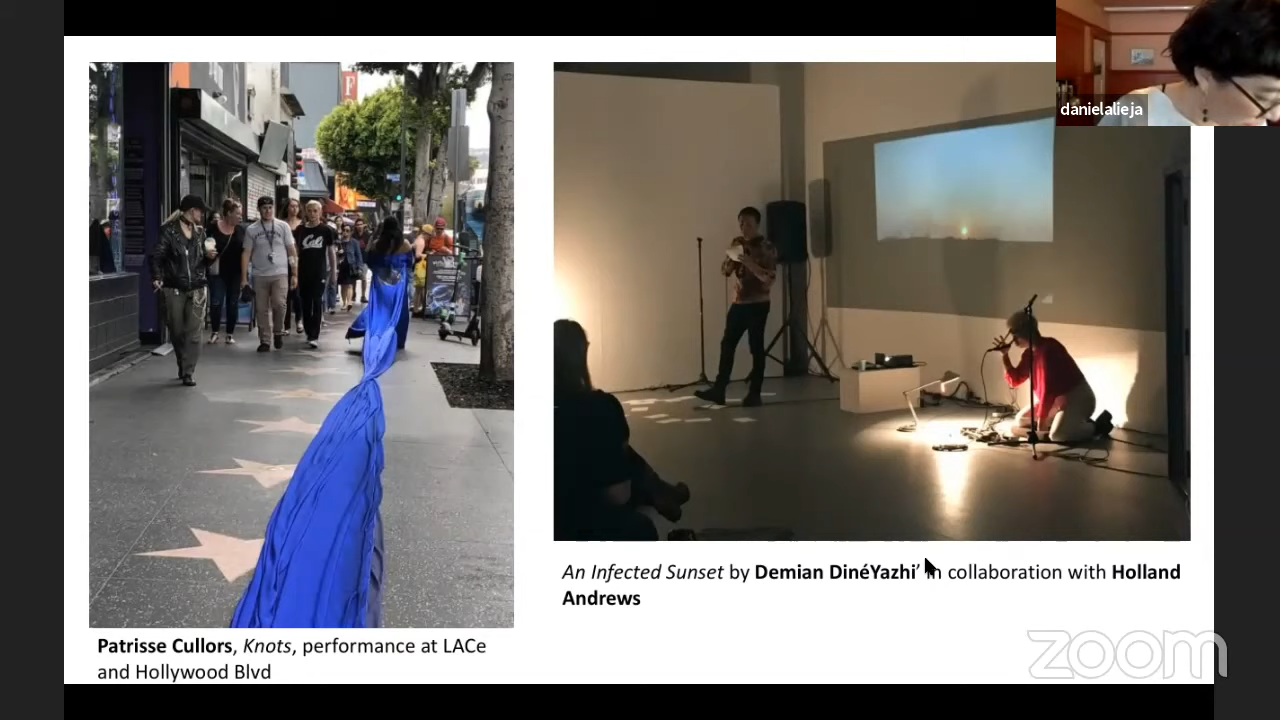 danielalieja
Patrisse Cullors, Knots, performance at LACe
and Hollywood Blvd
An Infected Sunset by Demian DinéYazhi’ in collaboration with Holland
Andrews
zoom